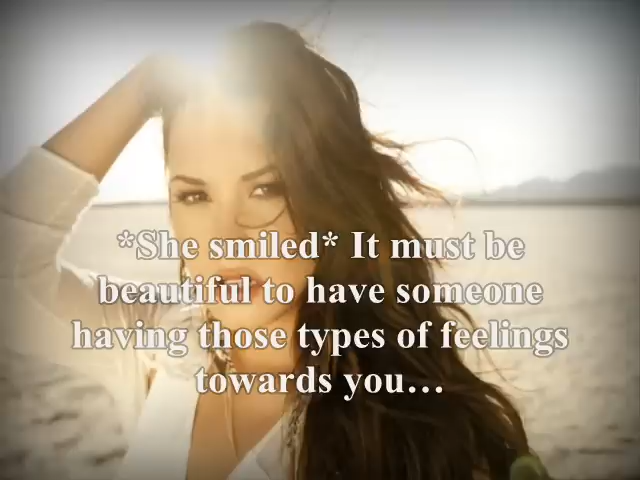 *She smiled* It must be
beautiful to have someone
having those types of feelings
towards you…